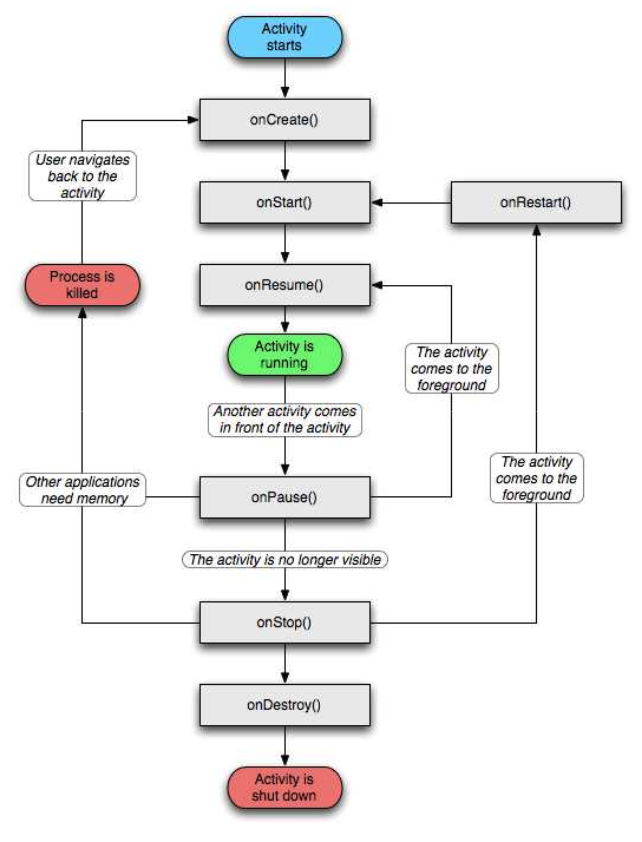 Activity
starts
onCreate()
User navigates
back to the
activity
onStart()
onRestart()
Process is
killed
onResume()
Activity is
running
The activity
comes to the
foreground
Another activity comes
in front of the activity
The activity
comes to the
foreground
Other applications
need memory
onPause()
The activity is no longer visible
onStop()
onDestroy()
Activity is
shut down